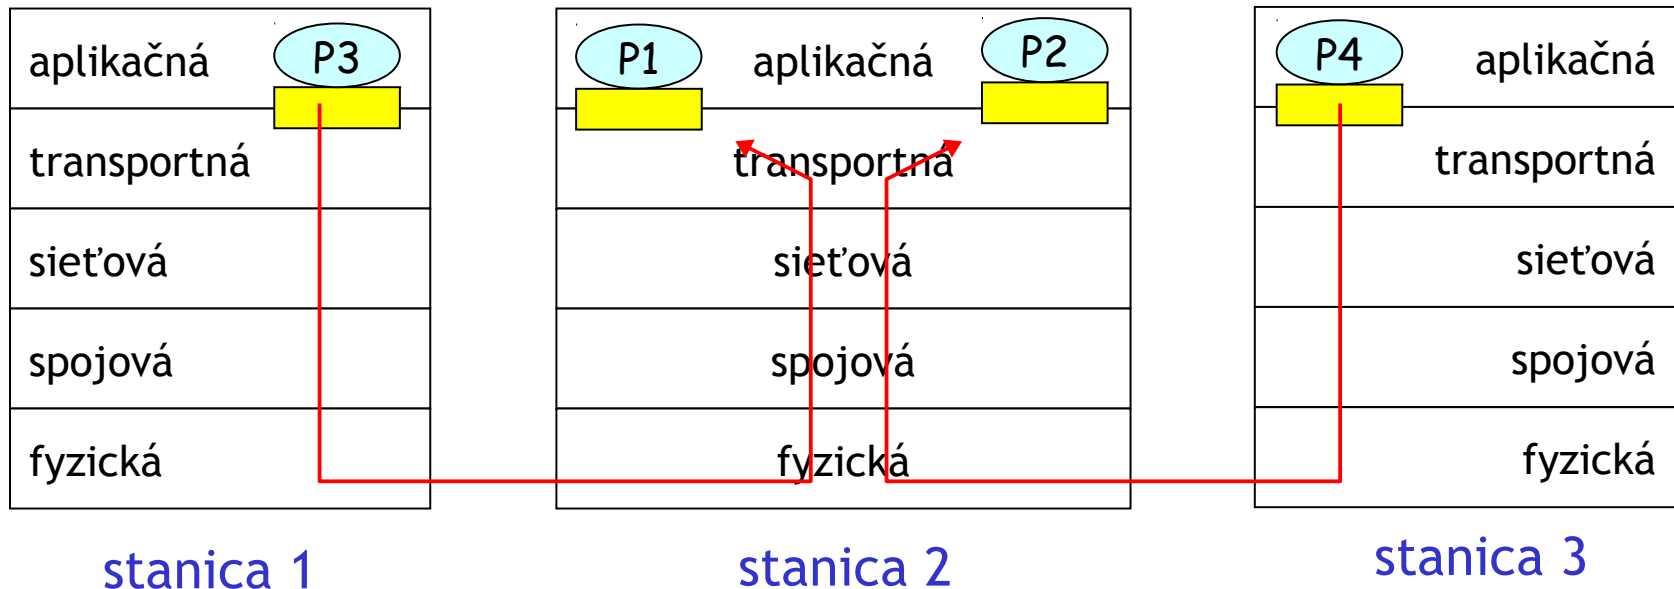 aplikačná P3
transportná
sieťová
spojová
fyzická
stanica 1
P1 aplikačná P2
transportná
sieťová
spojová
fyzická
stanica 2
P4 aplikačná
transportná
sieťová
spojová
fyzická
stanica 3